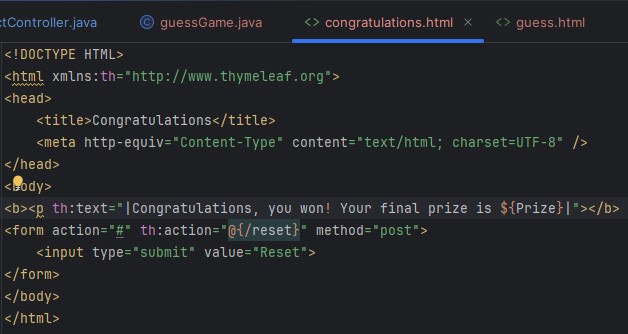 ctController.java guessGame.java congratulations.html guess.html
<!DOCTYPE HTML>
<html xmlns:th="http://www.thymeleaf.org">
<head>
    <title>Congratulations</title>
    <meta http-equiv="Content-Type" content="text/html; charset=UTF-8" />
</head>
<body>
<b><p th:text="|Congratulations, you won! Your final prize is ${Prize}|"></b>
<form action="#" th:action="@{/reset}" method="post">
    <input type="submit" value="Reset">
</form>
</body>
</html>